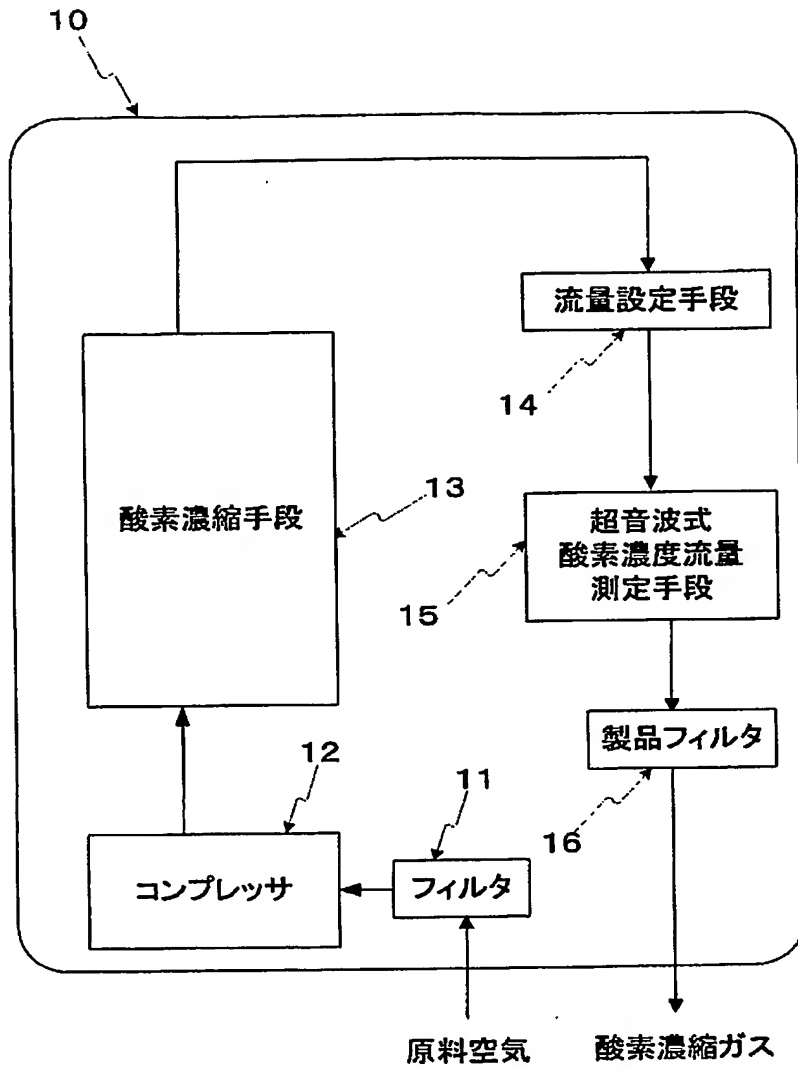 10
流量設定手段
14
酸素濃縮手段
13
超音波式
酸素濃度流量
測定手段
15
製品フィルタ
16
12
11
コンプレッサ
フィルタ
原料空気
酸素濃縮ガス